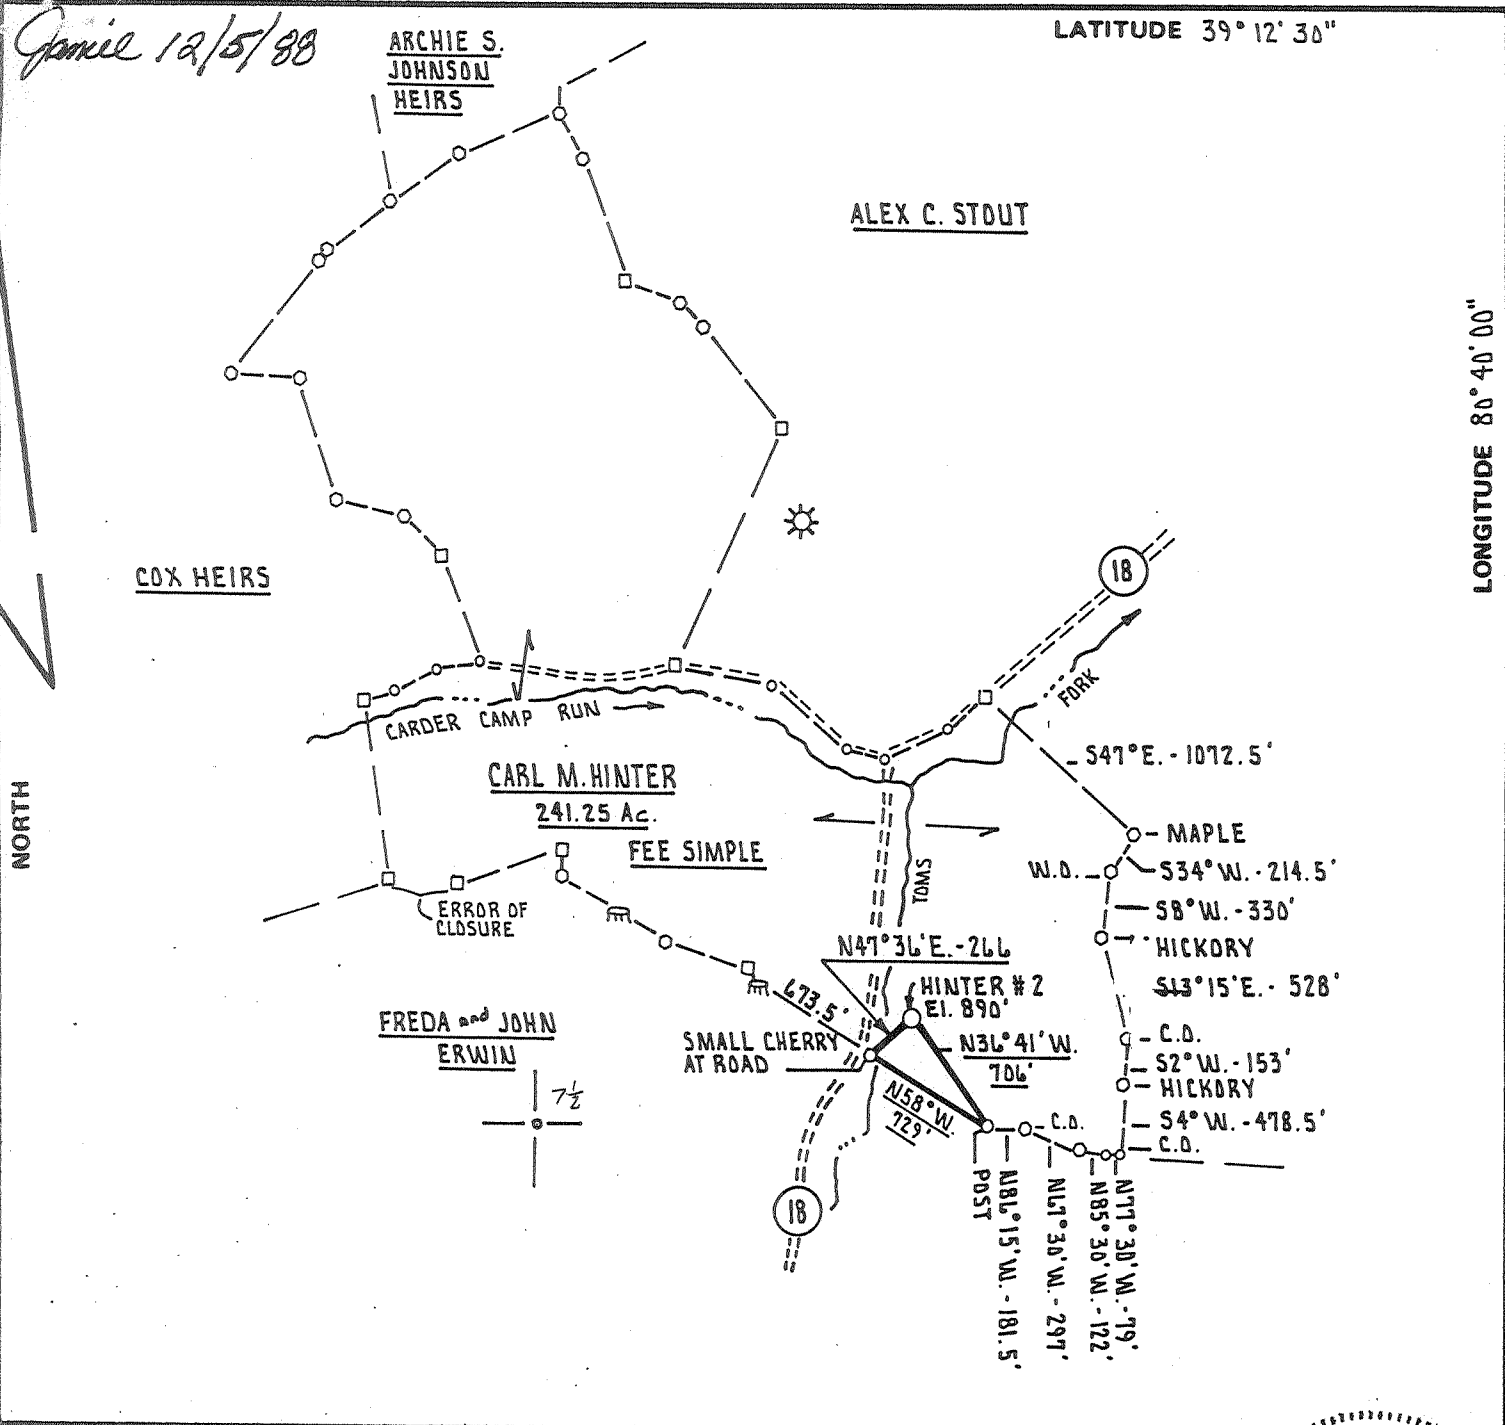 Jamie 12/5/88
LATITUDE 39° 12' 30"
ARCHIE S.
JOHNSON
HEIRS
ALEX C. STOUT
LONGITUDE 80° 40' 00"
COX HEIRS
18
FORK
CARDER CAMP RUN
S47°E. - 1072.5'
CARL M. HINTER
241.25 Ac.
FEE SIMPLE
NORTH
MAPLE
W.O.
S34°W. - 214.5'
TOMS
S8°W. - 330'
ERROR OF
CLOSURE
HICKORY
N47°36'E. - 266
HINTER # 2
El. 890'
S13°15'E. - 528'
673.5'
FREDA and JOHN
ERWIN
SMALL CHERRY
AT ROAD
N36°41'W.
706'
C.O.
S2°W. - 153'
HICKORY
7 1/2
N58°W.
729'
C.O.
S4°W. - 478.5'
C.O.
POST
N86°15'W. - 181.5'
N67°30'W. - 297'
N85°30'W. - 122'
N77°30'W. - 79'
18